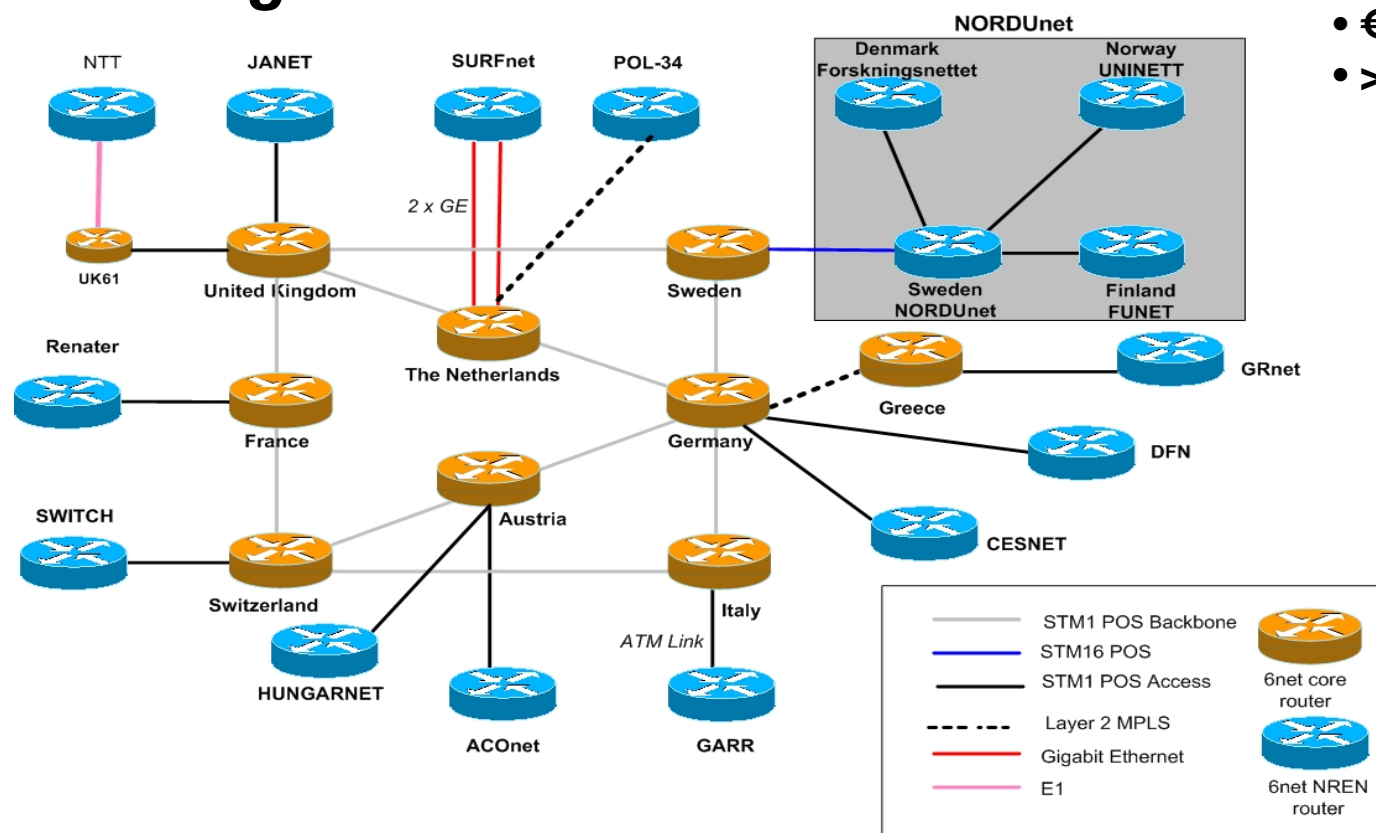 g
NORDUnet
• €
• >
NTT
JANET
SURFnet
POL-34
Denmark
Forskningsnettet
Norway
UNINETT
2 x GE
UK61
United Kingdom
Sweden
Sweden
NORDUnet
Finland
FUNET
Renater
The Netherlands
Greece
GRnet
France
Germany
DFN
SWITCH
Austria
CESNET
Switzerland
Italy
ATM Link
HUNGARNET
ACOnet
GARR
STM1 POS Backbone
STM16 POS
STM1 POS Access
Layer 2 MPLS
Gigabit Ethernet
E1
6net core
router
6net NREN
router